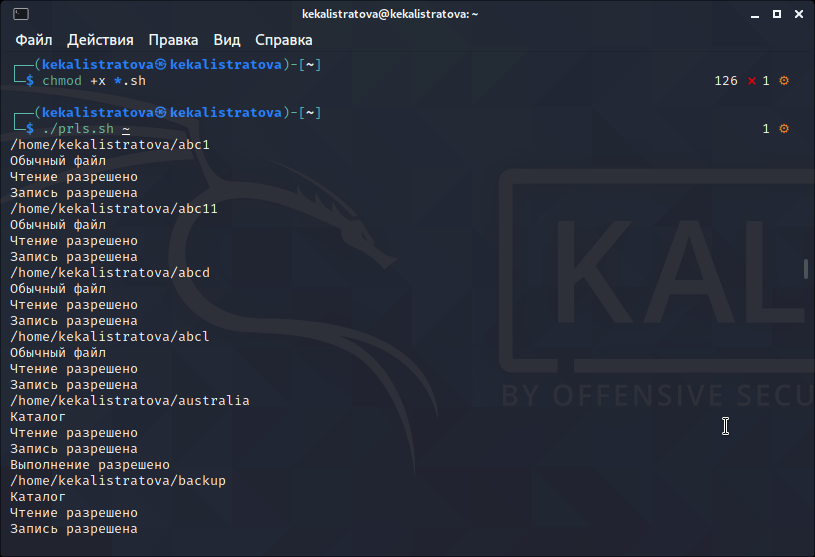 kekalistratova@kekalistratova: ~
Файл Действия Правка Вид Справка
┌──(kekalistratova㉿kekalistratova)-[~]
└─$ chmod +x *.sh 126 ⨯ 1 ⚙
┌──(kekalistratova㉿kekalistratova)-[~]
└─$ ./prls.sh ~ 1 ⚙
/home/kekalistratova/abc1
Обычный файл
Чтение разрешено
Запись разрешена
/home/kekalistratova/abc11
Обычный файл
Чтение разрешено
Запись разрешена
/home/kekalistratova/abcd
Обычный файл
Чтение разрешено
Запись разрешена
/home/kekalistratova/abcl
Обычный файл
Чтение разрешено
Запись разрешена
/home/kekalistratova/australia
Каталог
Чтение разрешено
Запись разрешена
Выполнение разрешено
/home/kekalistratova/backup
Каталог
Чтение разрешено
Запись разрешена
KAL
BY OFFENSIVE SECU